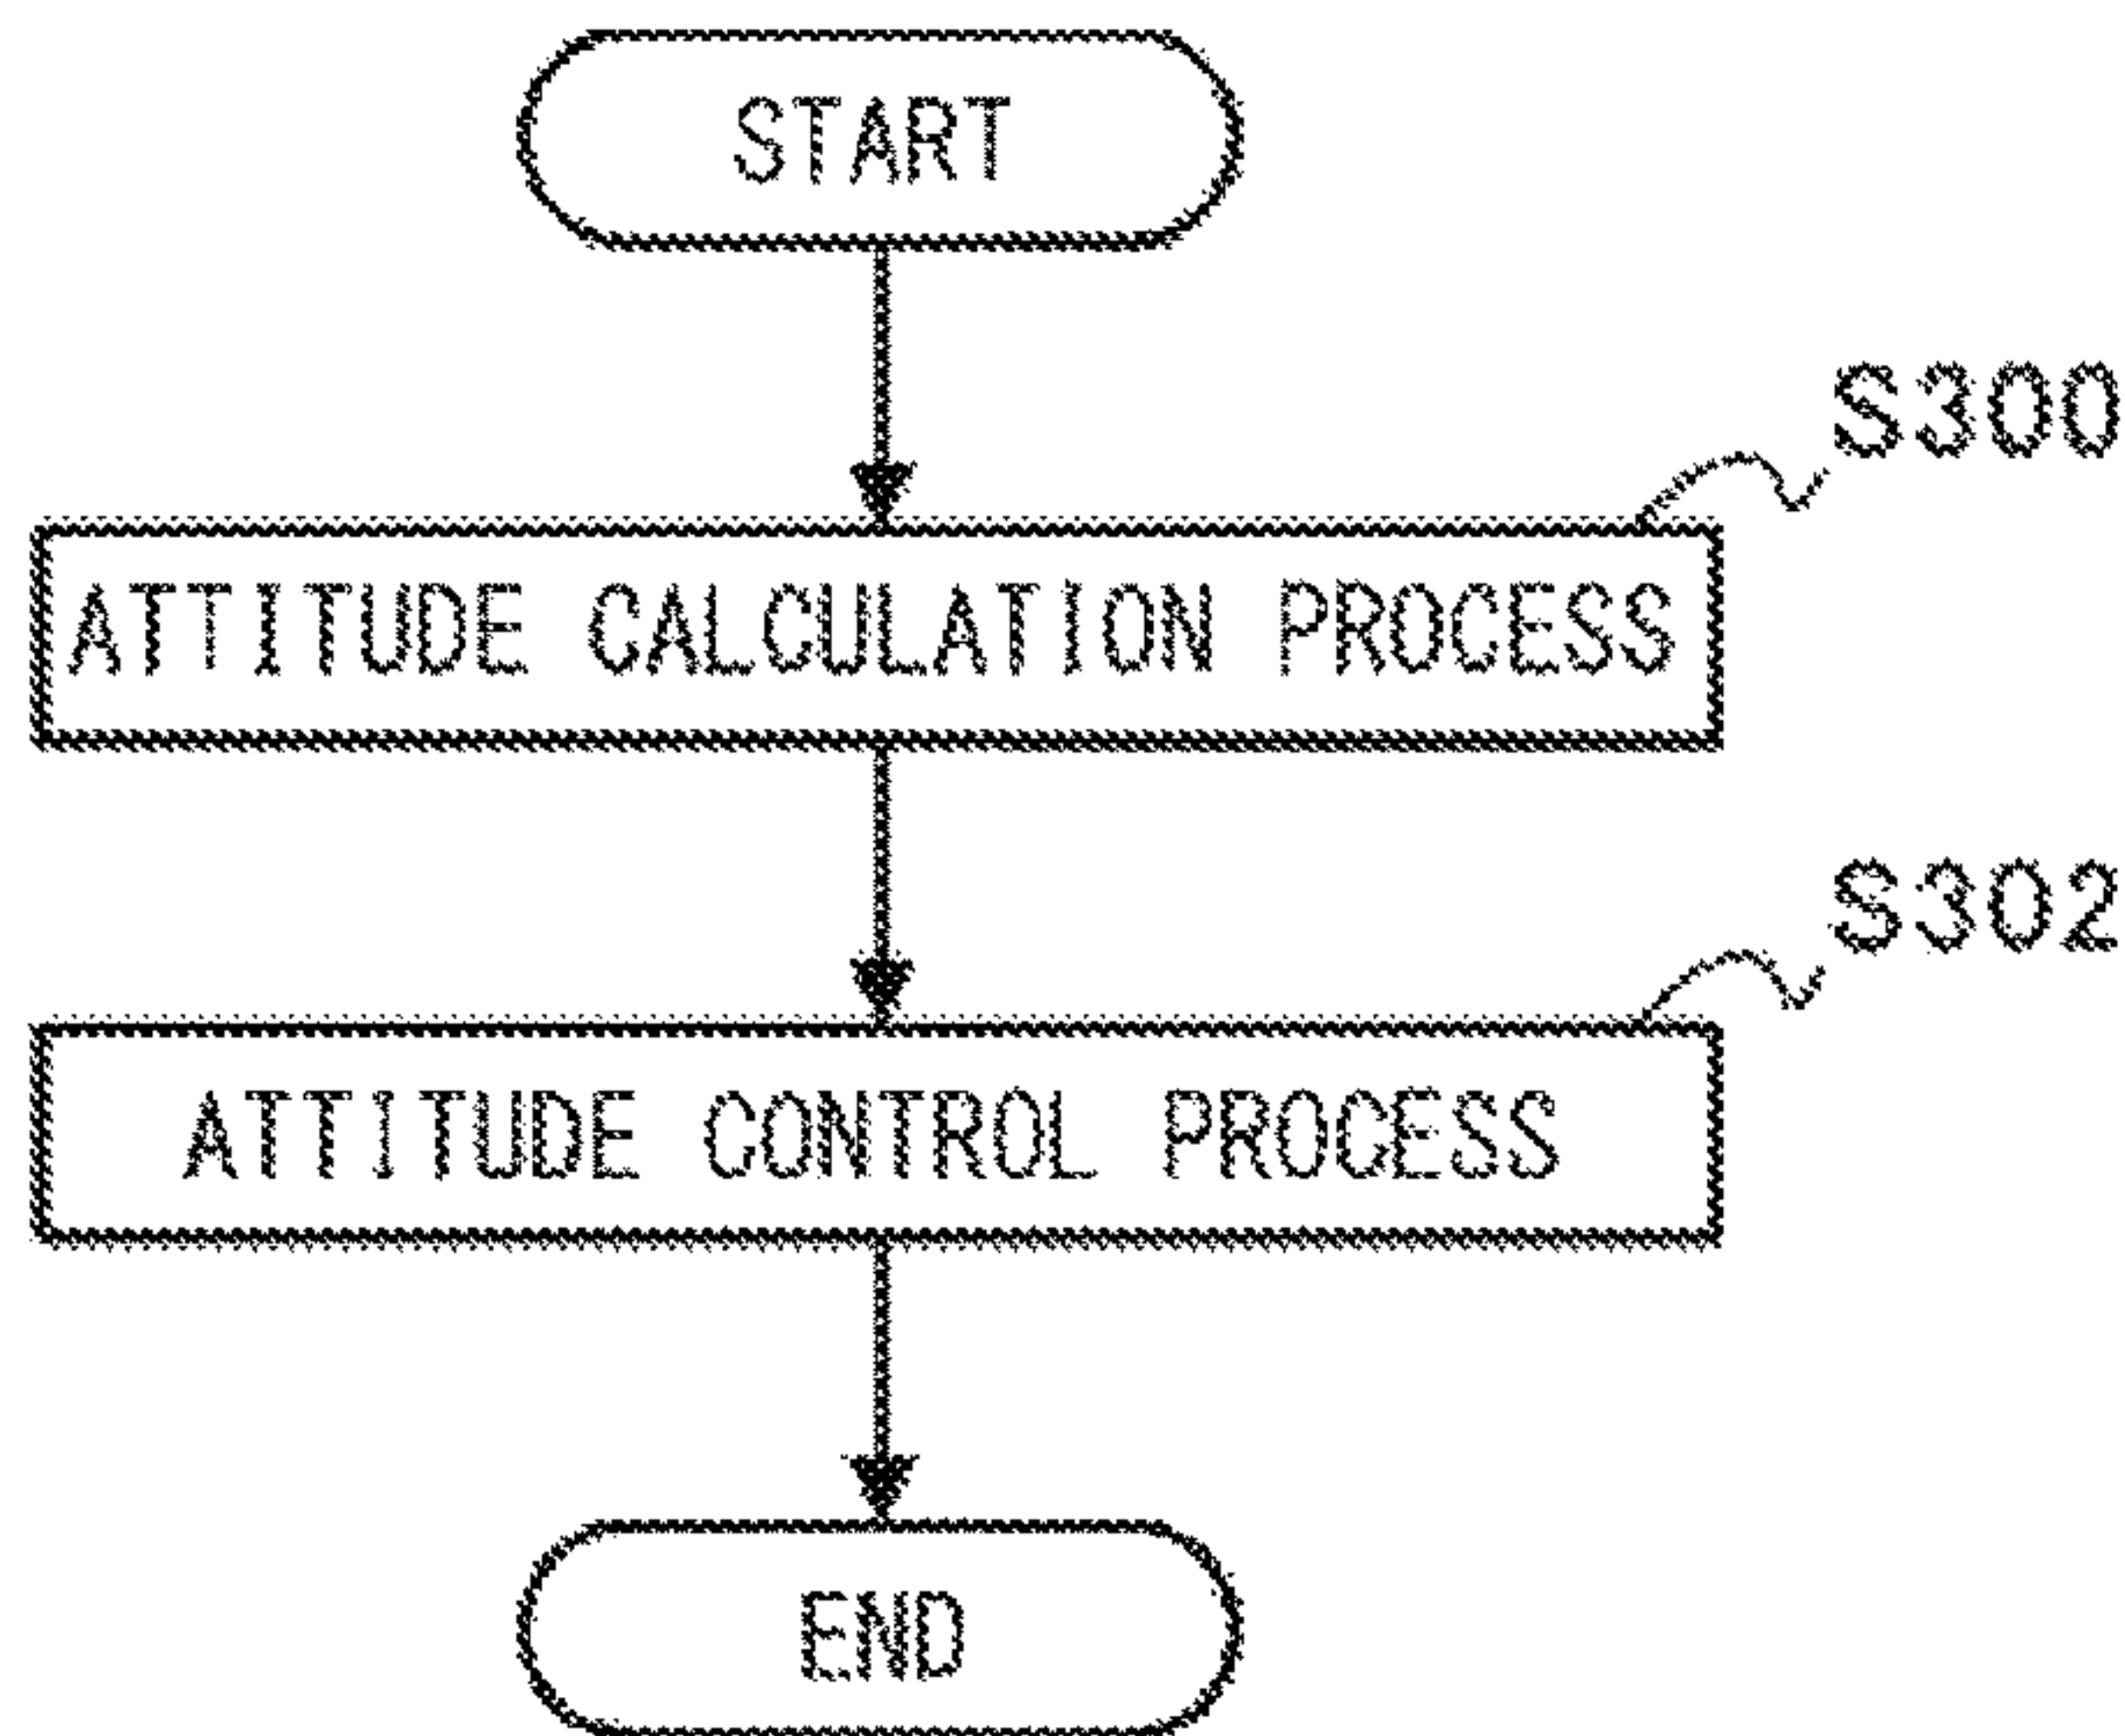 START
S300
ATTITUDE CALCULATION PROCESS
S302
ATTITUDE CONTROL PROCESS
END